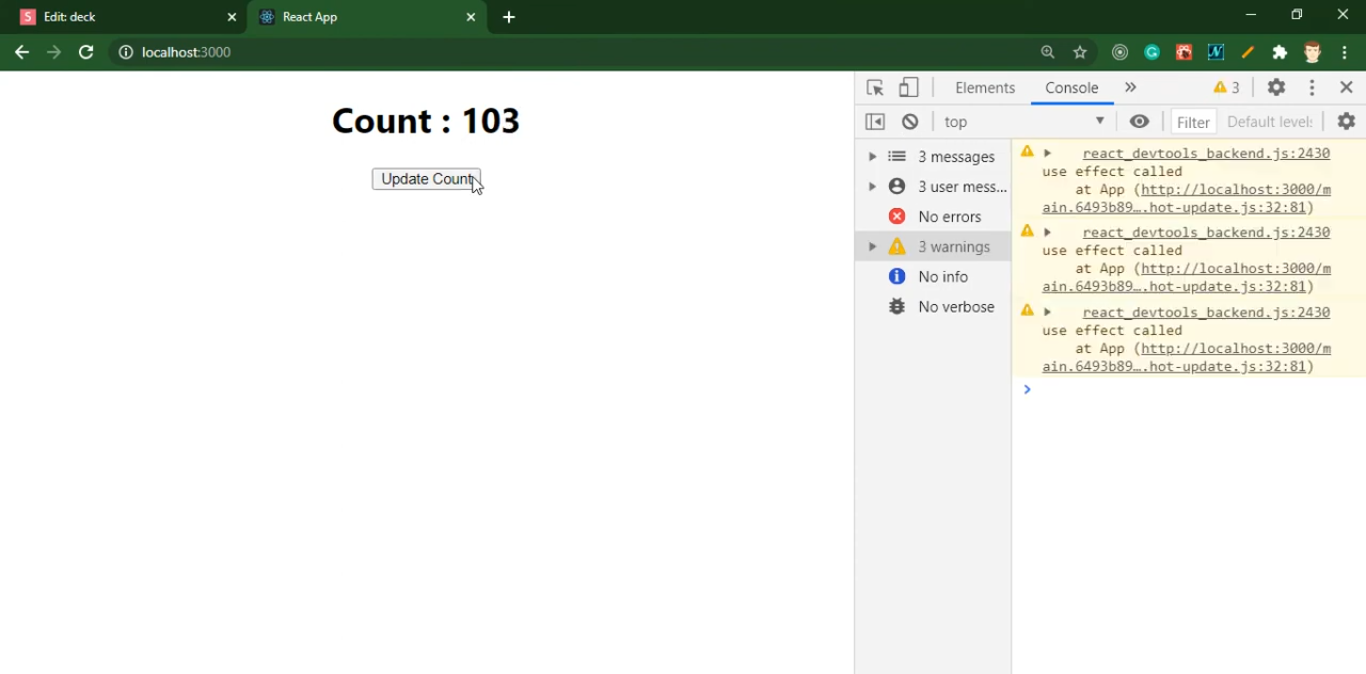 Edit: deck
React App
localhost:3000
Count : 103
Update Count
Elements
Console
3
top
Filter
Default levels
3 messages
3 user mess...
No errors
3 warnings
No info
No verbose
react_devtools_backend.js:2430
use effect called
at App (http://localhost:3000/m
ain.6493b89….hot-update.js:32:81)
react_devtools_backend.js:2430
use effect called
at App (http://localhost:3000/m
ain.6493b89….hot-update.js:32:81)
react_devtools_backend.js:2430
use effect called
at App (http://localhost:3000/m
ain.6493b89….hot-update.js:32:81)